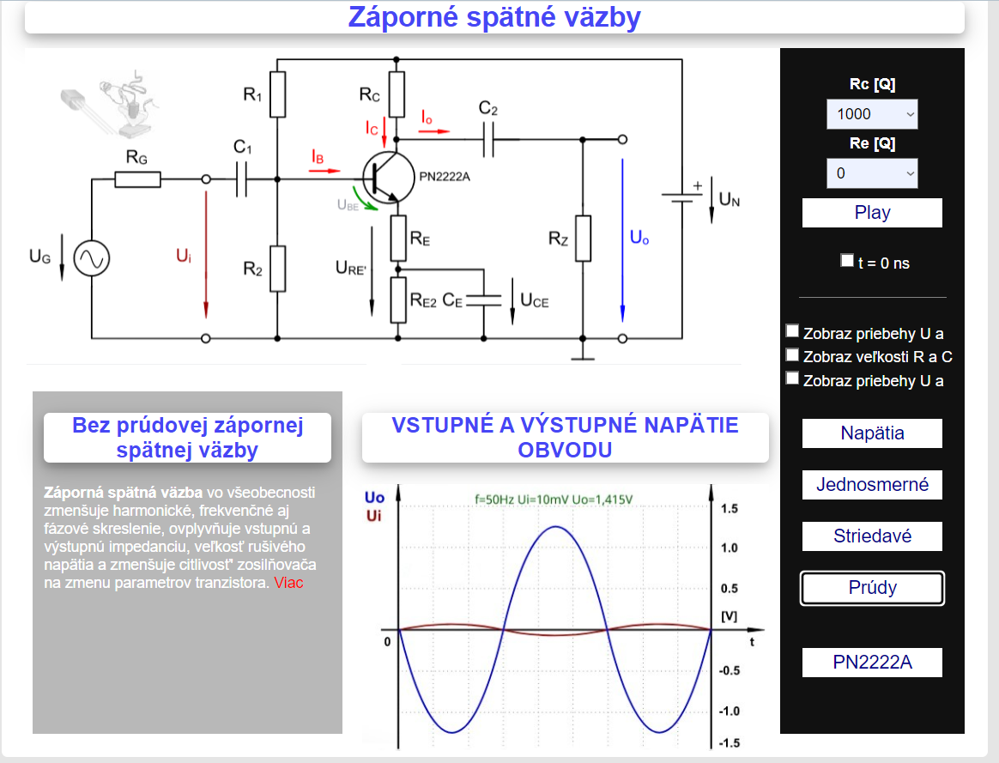 Záporné spätné väzby
R1
RC
C2
Io
IC
C1
IB
RG
PN2222A
UBE
+
UN
UG
Ui
R2
RE
URE'
RZ
Uo
RE2 CE
UCE
Rc [Q]
1000
Re [Q]
0
Play
t = 0 ns
Zobraz priebehy U a
Zobraz veľkosti R a C
Zobraz priebehy U a
Napätia
Jednosmerné
Striedavé
Prúdy
PN2222A
Bez prúdovej zápornej
spätnej väzby
Záporná spätná väzba vo všeobecnosti
zmenšuje harmonické, frekvenčné aj
fázové skreslenie, ovplyvňuje vstupnú a
výstupnú impedanciu, veľkosť rušivého
napätia a zmenšuje citlivosť" zosilňovača
na zmenu parametrov tranzistora. Viac
VSTUPNÉ A VÝSTUPNÉ NAPÄTIE
OBVODU
Uo
Ui
f=50Hz Ui=10mV Uo=1,415V
1.5
1.0
0.5
[V]
0
t
-0.5
-1.0
-1.5